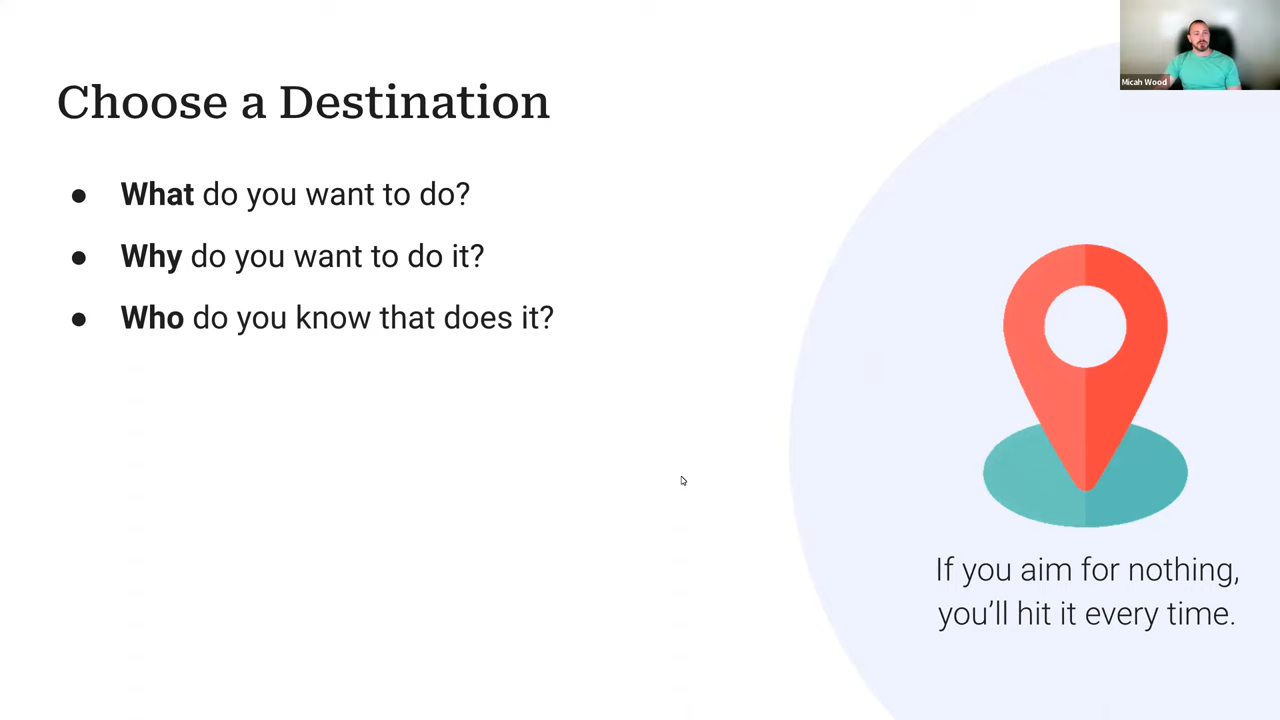 Choose a Destination
● What do you want to do?
● Why do you want to do it?
● Who do you know that does it?
If you aim for nothing,
you’ll hit it every time.
Micah Wood